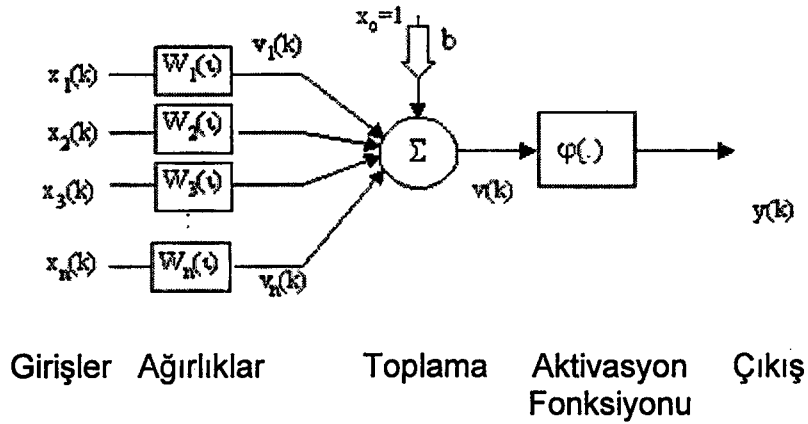 x₀=1
b
v₁(k)
x₁(k) W₁(i)
x₂(k) W₂(i)
x₃(k) W₃(i)
⋮
xₙ(k) Wₙ(i)
vₙ(k)
Σ
v(k)
φ(.)
y(k)
Girişler Ağırlıklar Toplama Aktivasyon Çıkış
Fonksiyonu